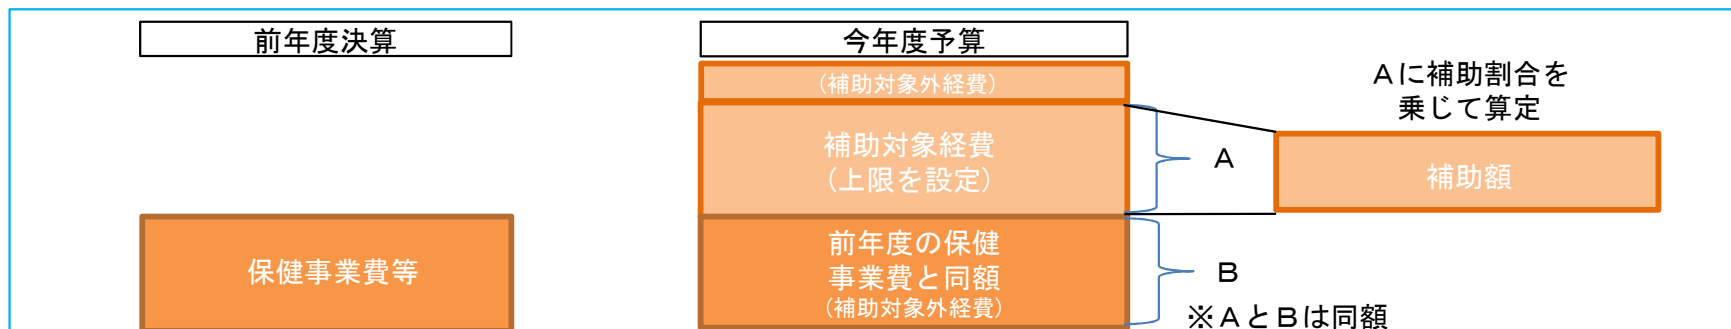 前年度決算
今年度予算
(補助対象外経費)
Aに補助割合を
乗じて算定
補助対象経費
(上限を設定)
A
補助額
保健事業費等
前年度の保健
事業費と同額
(補助対象外経費)
B
※AとBは同額